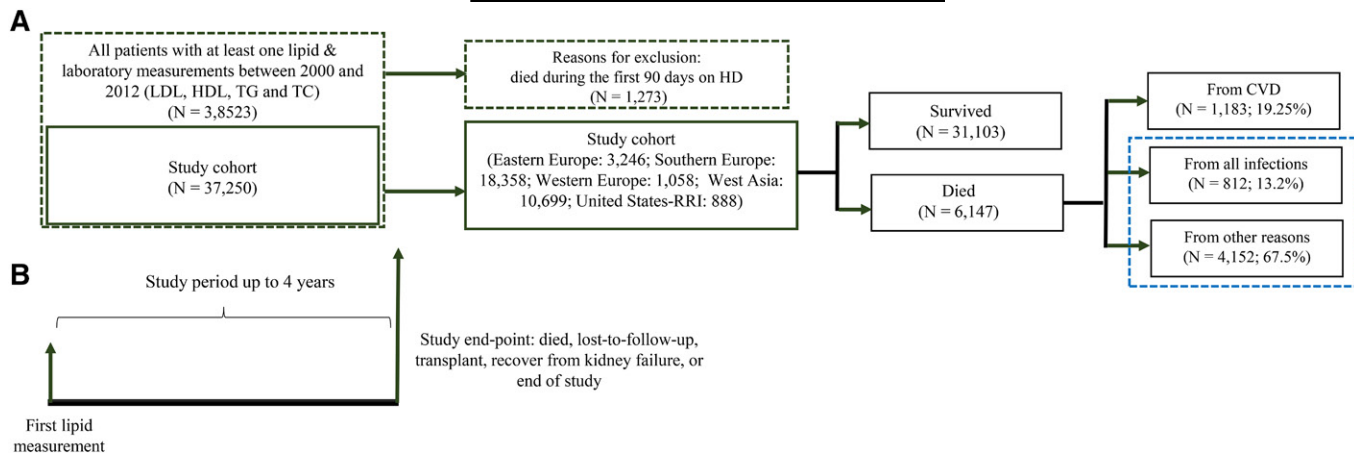 A
All patients with at least one lipid &
laboratory measurements between 2000 and
2012 (LDL, HDL, TG and TC)
(N = 3,8523)
Study cohort
(N = 37,250)
Reasons for exclusion:
died during the first 90 days on HD
(N = 1,273)
Study cohort
(Eastern Europe: 3,246; Southern Europe:
18,358; Western Europe: 1,058; West Asia:
10,699; United States-RRI: 888)
Survived
(N = 31,103)
Died
(N = 6,147)
From CVD
(N = 1,183; 19.25%)
From all infections
(N = 812; 13.2%)
From other reasons
(N = 4,152; 67.5%)
B
Study period up to 4 years
Study end-point: died, lost-to-follow-up,
transplant, recover from kidney failure, or
end of study
First lipid
measurement